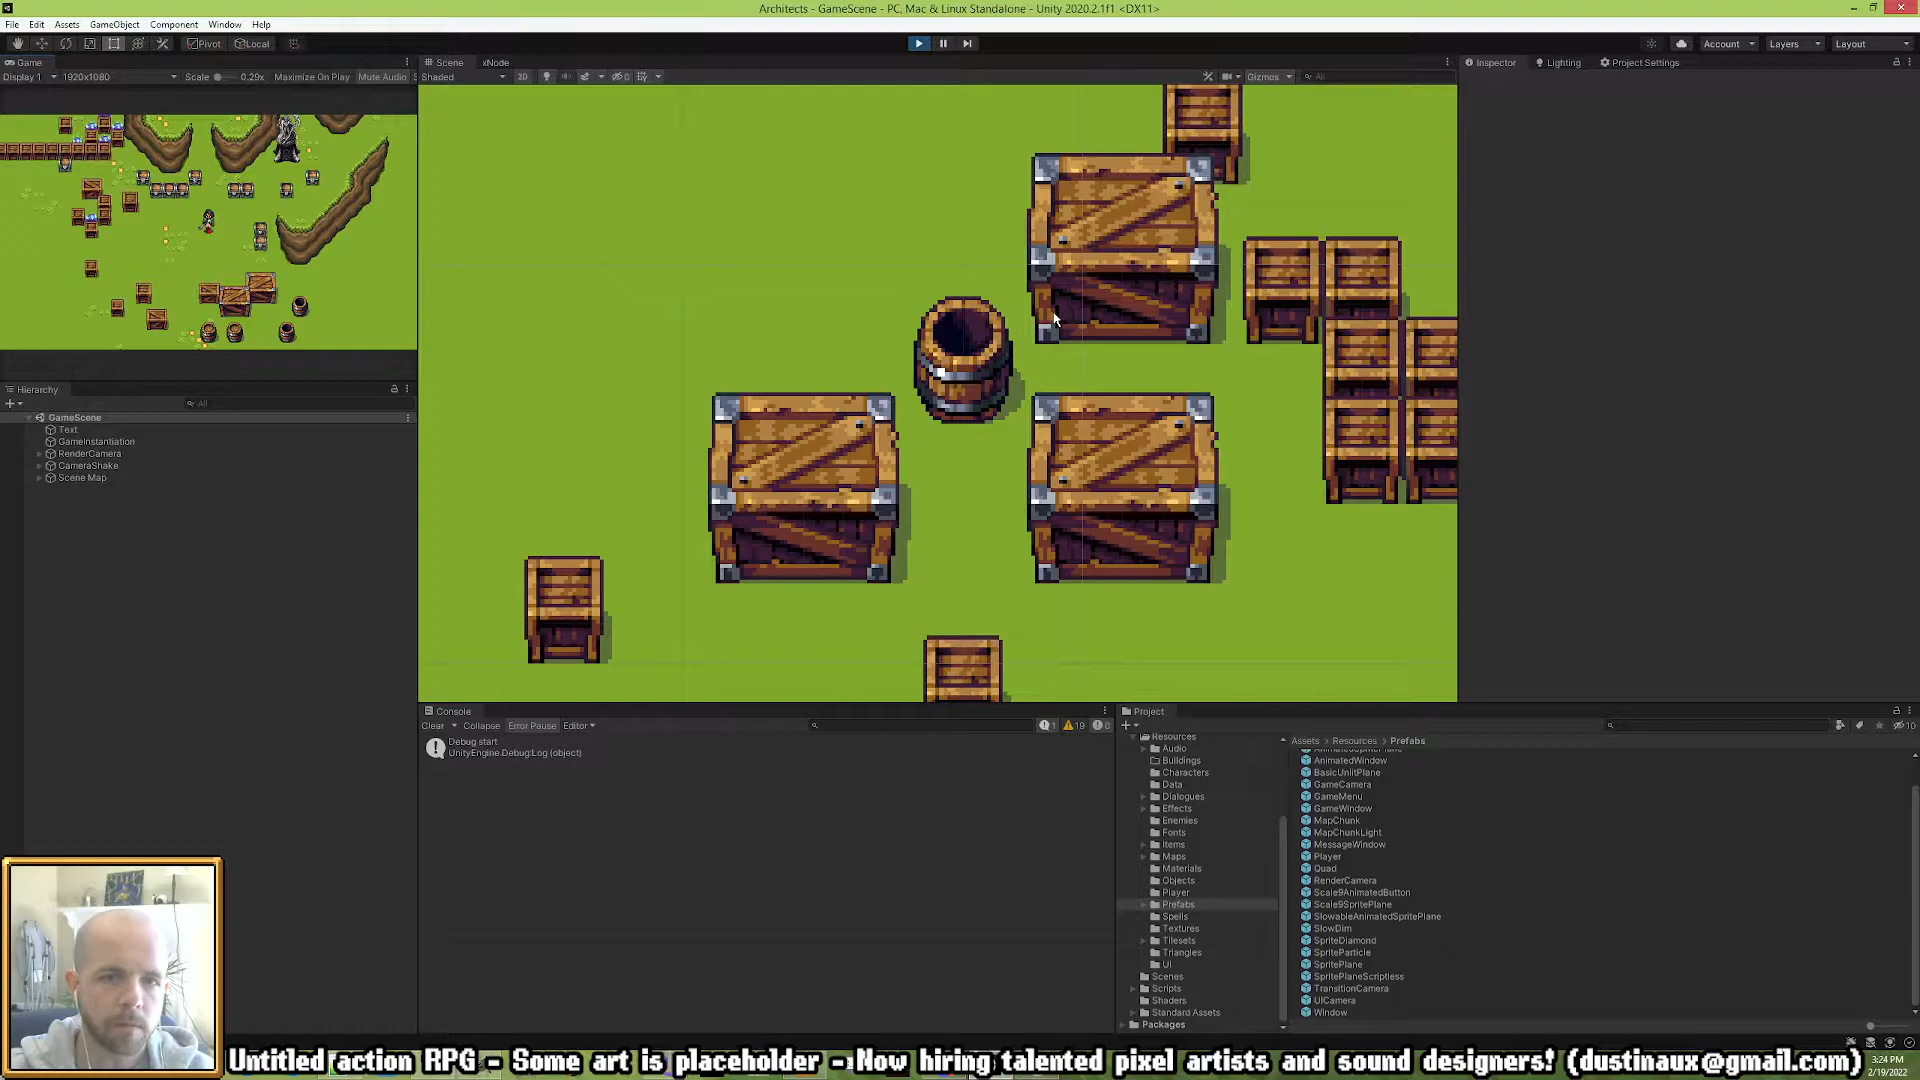 Architects - GameScene - PC, Mac & Linux Standalone - Unity 2020.2.1f1 <DX11>
File Edit Assets GameObject Component Window Help
Pivot Local Account Layers Layout
Game Scene xNode Inspector Lighting Project Settings
Display 1 1920x1080 Scale 0.29x Maximize On Play Mute Audio Shaded 2D 0 Gizmos All
Hierarchy
All
GameScene
Text
GameInstantiation
RenderCamera
CameraShake
Scene Map
Console
Clear Collapse Error Pause Editor 1 19 0
Debug start
UnityEngine.Debug:Log (object)
Project
10
Assets Resources Prefabs
Resources
Audio
Buildings
Characters
Data
Dialogues
Effects
Enemies
Fonts
Items
Maps
Materials
Objects
Player
Prefabs
Spells
Textures
Tilesets
Triangles
UI
Scenes
Scripts
Shaders
Standard Assets
Packages
AnimatedWindow
BasicUnlitPlane
GameCamera
GameMenu
GameWindow
MapChunk
MapChunkLight
MessageWindow
Player
Quad
RenderCamera
Scale9AnimatedButton
Scale9SpritePlane
SlowableAnimatedSpritePlane
SlowDim
SpriteDiamond
SpriteParticle
SpritePlane
SpritePlaneScriptless
TransitionCamera
UICamera
Window
Untitled action RPG - Some art is placeholder - Now hiring talented pixel artists and sound designers! (dustinaux@gmail.com)
3:24 PM
2/19/2022